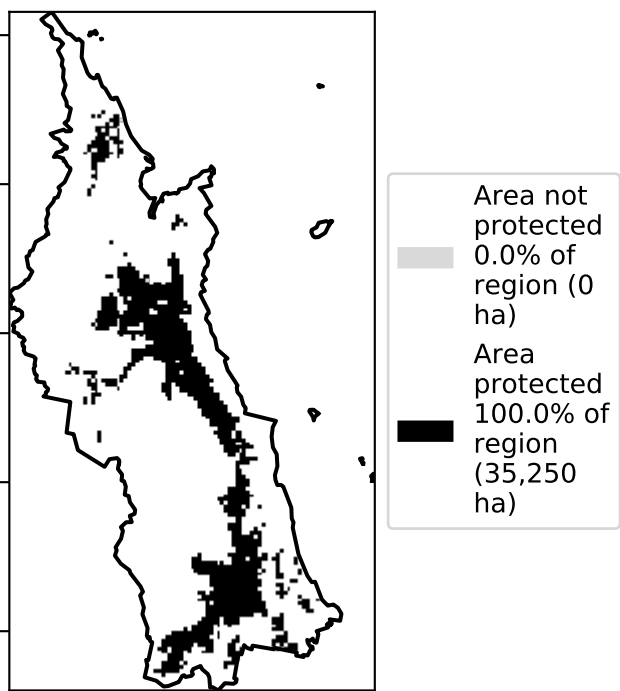 Area not
protected
0.0% of
region (0
ha)
Area
protected
100.0% of
region
(35,250
ha)